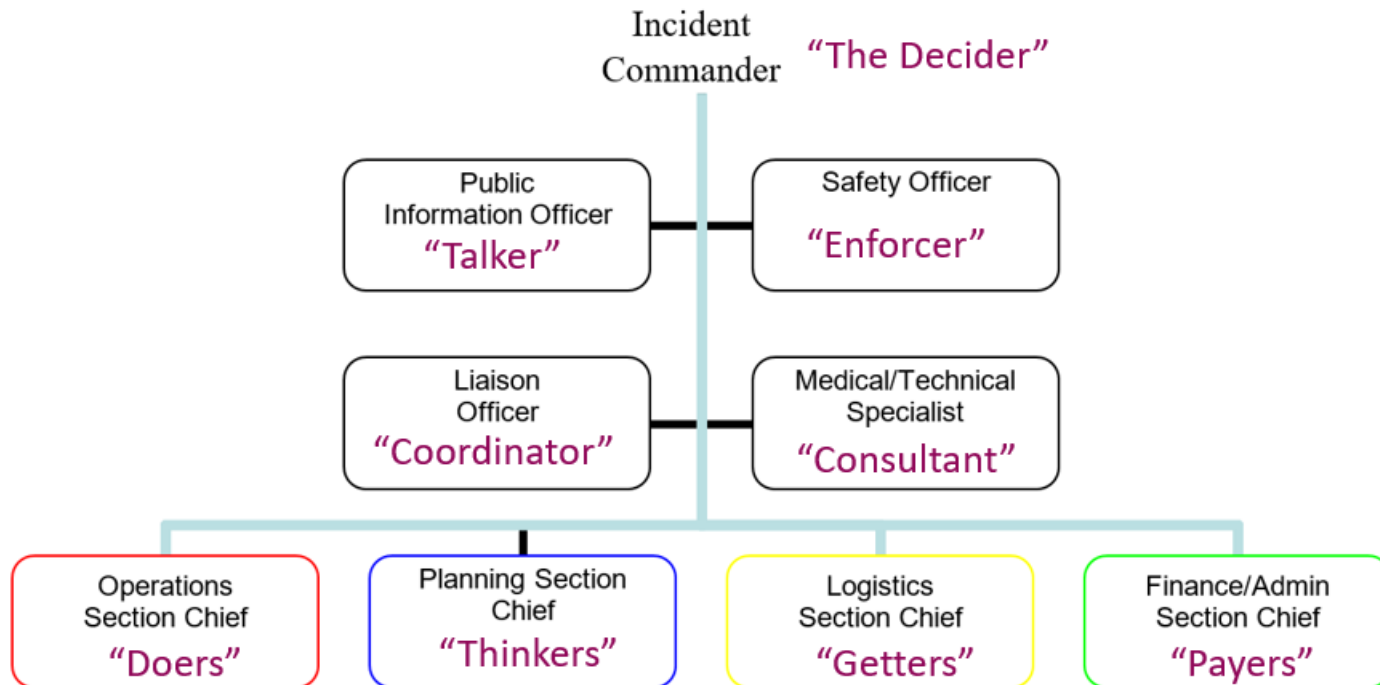 Incident
Commander
“The Decider”
Public
Information Officer
“Talker”
Safety Officer
“Enforcer”
Liaison
Officer
“Coordinator”
Medical/Technical
Specialist
“Consultant”
Operations
Section Chief
“Doers”
Planning Section
Chief
“Thinkers”
Logistics
Section Chief
“Getters”
Finance/Admin
Section Chief
“Payers”